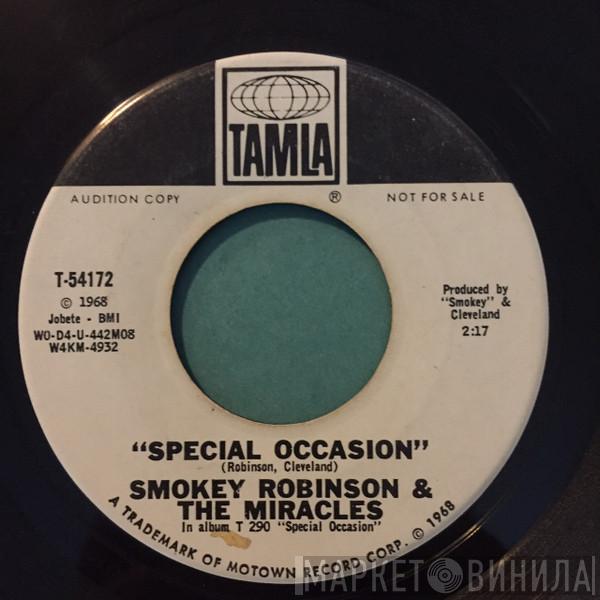 TAMLA
®
AUDITION COPY
NOT FOR SALE
T-54172
© 1968
Jobete - BMI
WO-D4-U-442M08
W4KM-4932
Produced by
"Smokey" &
Cleveland
2:17
"SPECIAL OCCASION"
(Robinson, Cleveland)
SMOKEY ROBINSON &
THE MIRACLES
In album T 290 "Special Occasion"
A TRADEMARK OF MOTOWN RECORD CORP. © 1968
МАРКЕТ ВИНИЛА